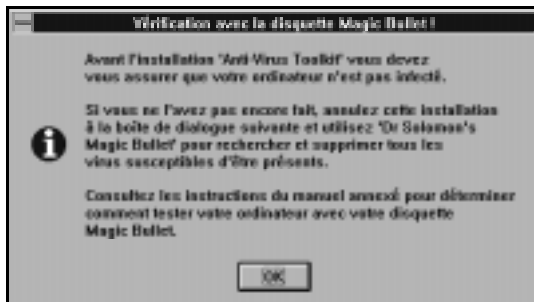 Vérification avec la disquette Magic Bullet !
Avant l'installation 'Anti-Virus Toolkit' vous devez
vous assurer que votre ordinateur n'est pas infecté.
Si vous ne l'avez pas encore fait, annulez cette installation
à la boîte de dialogue suivante et utilisez 'Dr Solomon's
Magic Bullet' pour rechercher et supprimer tous les
virus susceptibles d'être présents.
Consultez les instructions du manuel annexé pour déterminer
comment tester votre ordinateur avec votre disquette
Magic Bullet.
OK